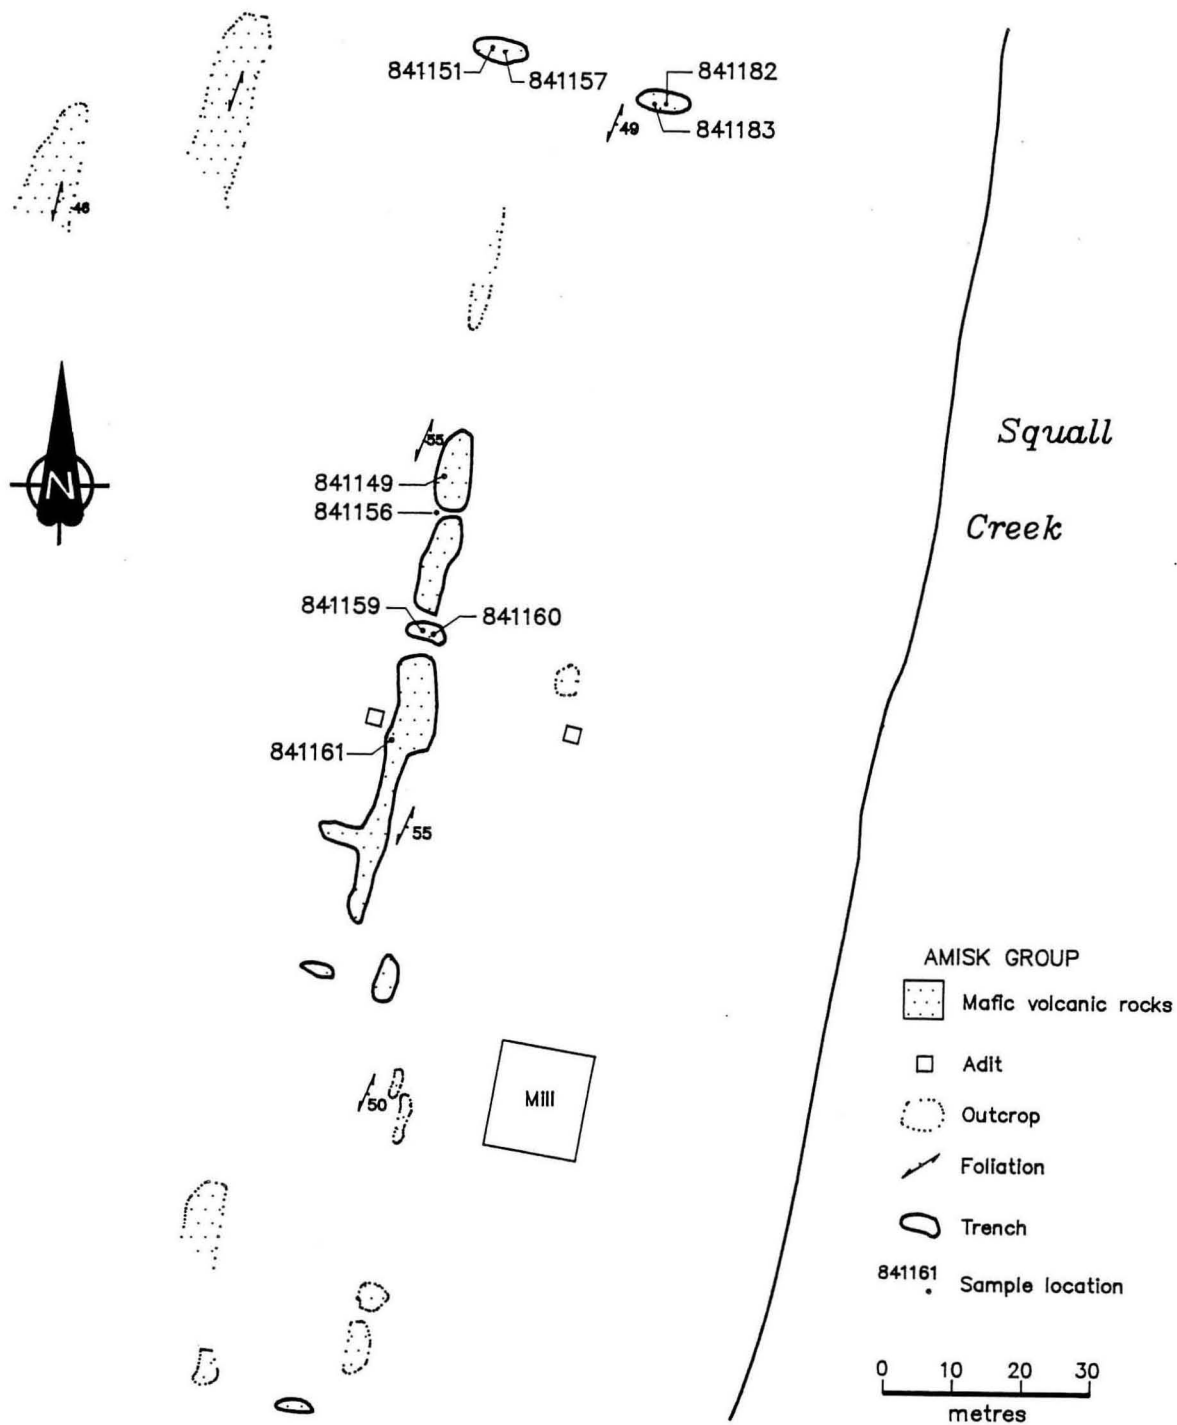 841151
841157
841182
841183
49
46
55
841149
841156
Squall
N
Creek
841159
841160
841161
55
AMISK GROUP
Mafic volcanic rocks
Adit
50
Mill
Outcrop
Foliation
Trench
841161
Sample location
0 10 20 30
metres